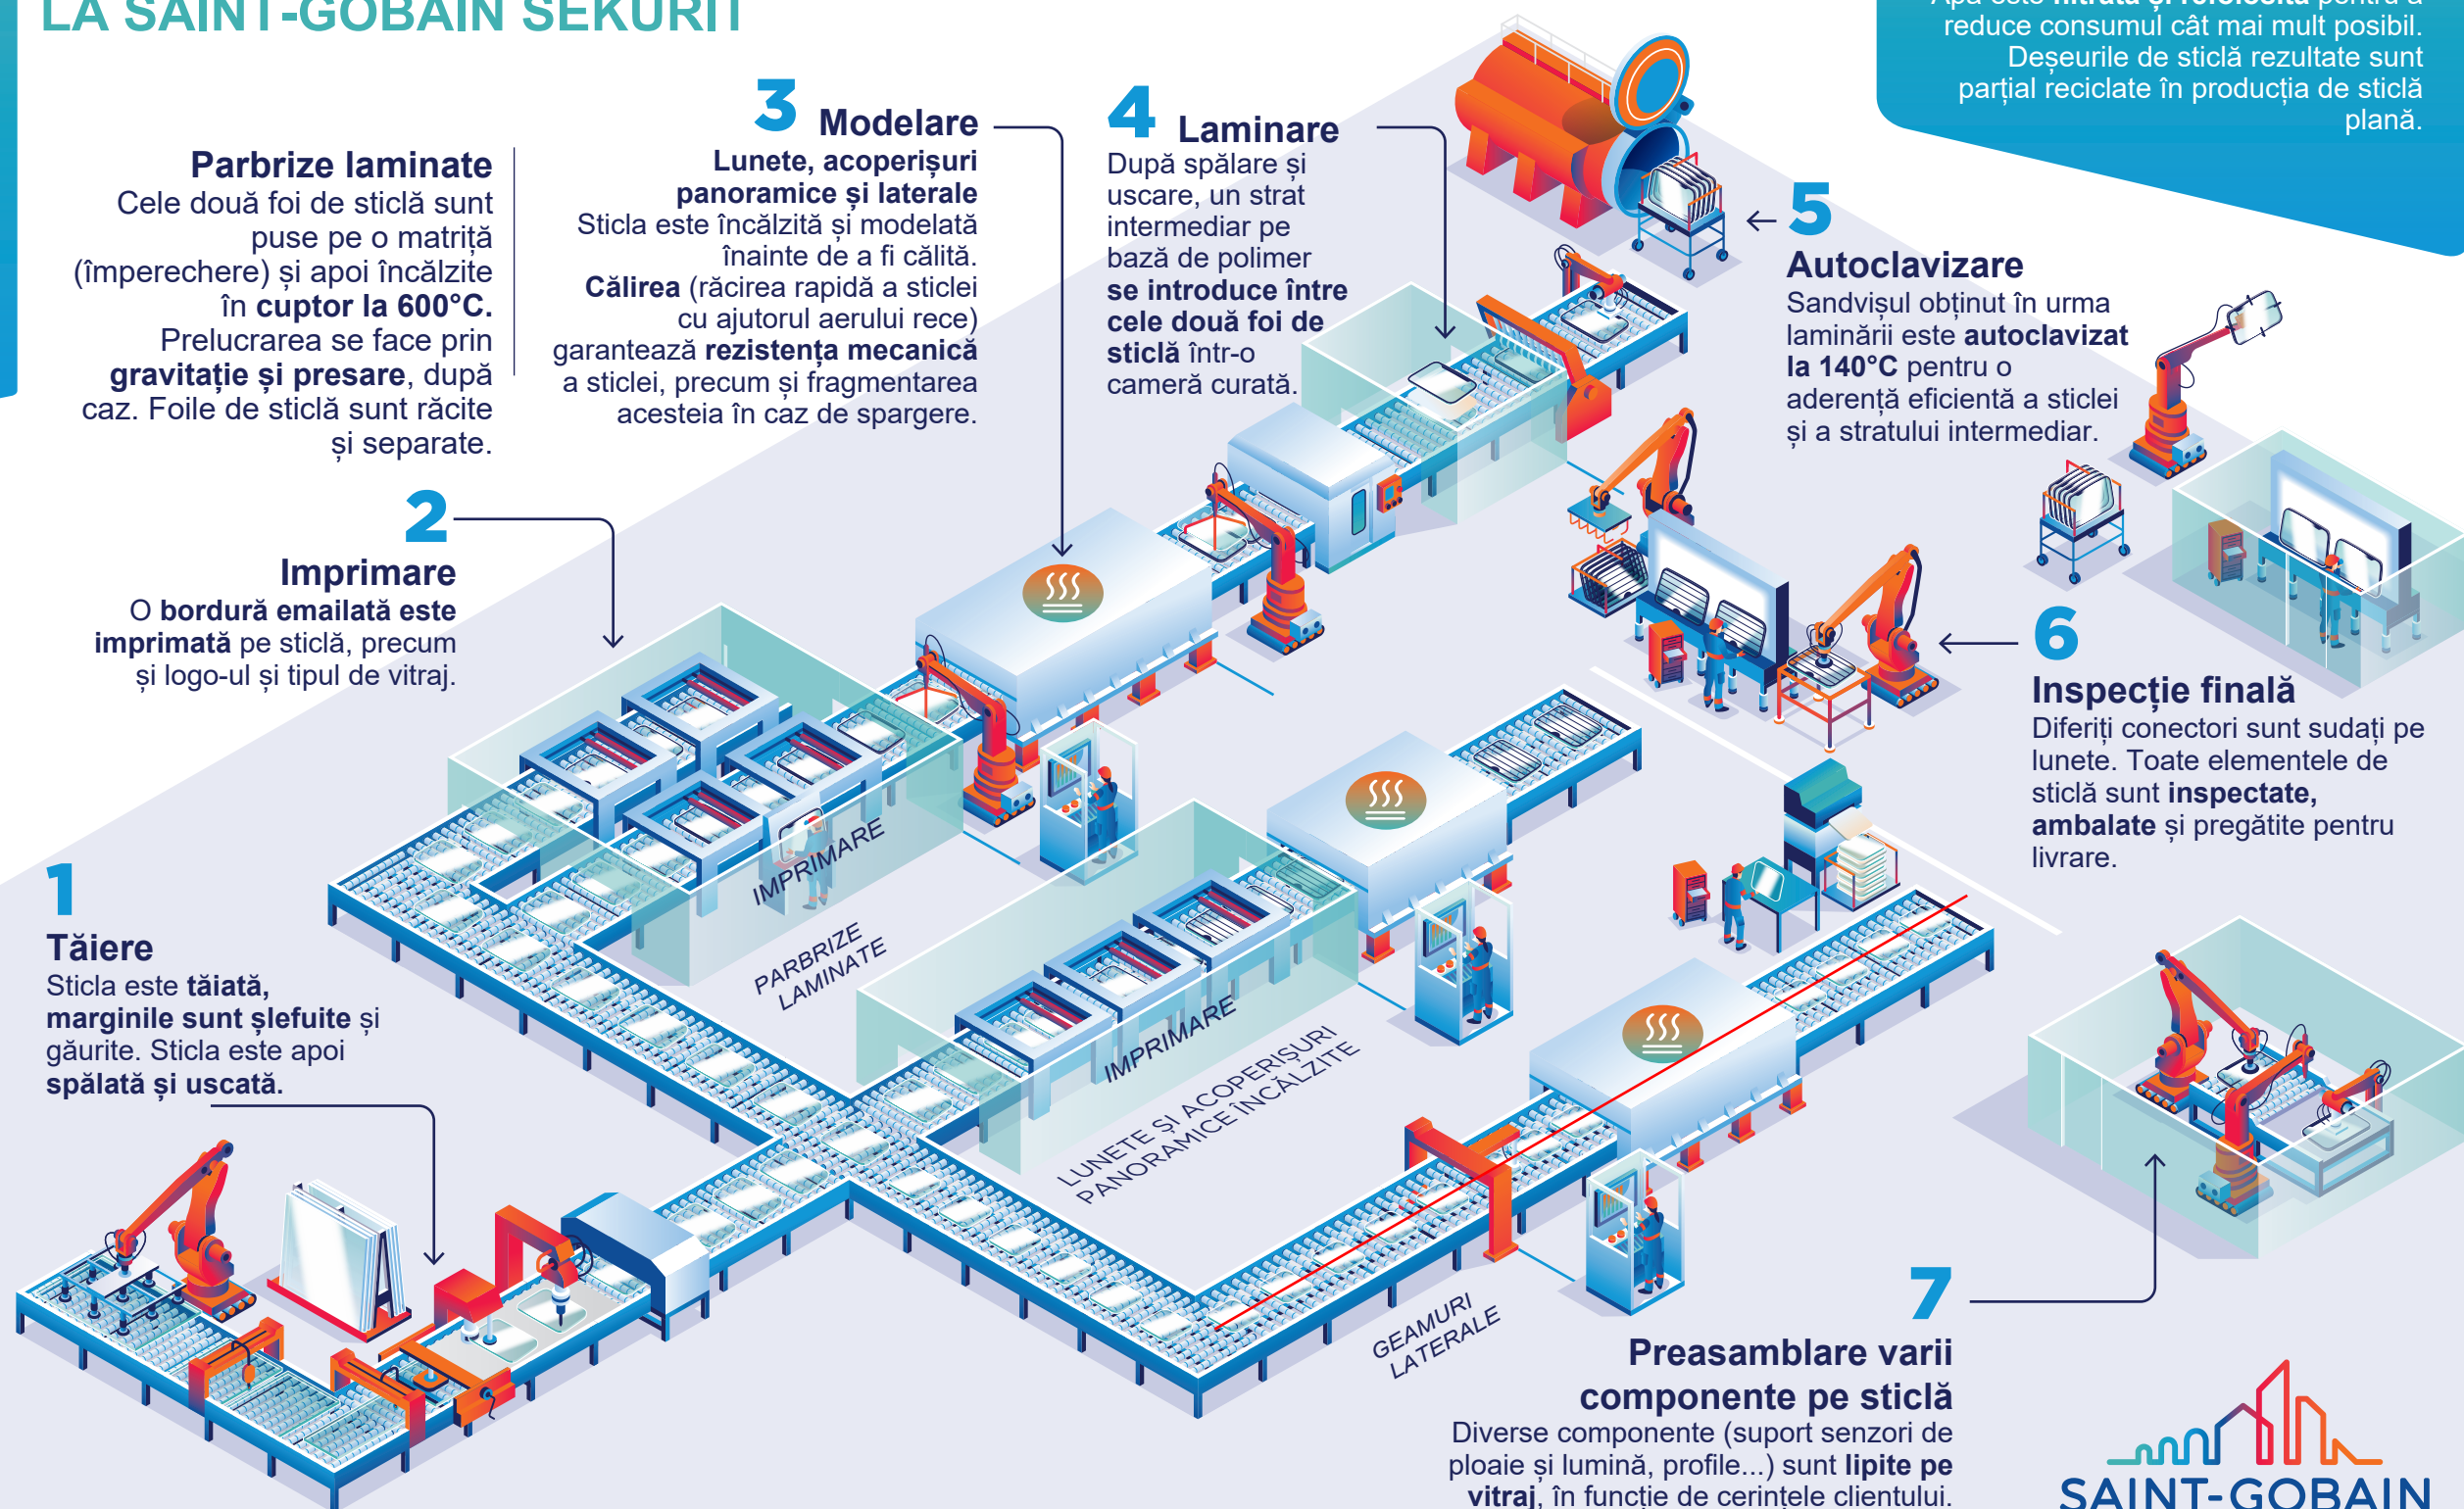 LA SAINT-GOBAIN SEKURIT
Apa este filtrată și refolosită pentru a
reduce consumul cât mai mult posibil.
Deșeurile de sticlă rezultate sunt
parțial reciclate în producția de sticlă
plană.
Parbrize laminate
Cele două foi de sticlă sunt
puse pe o matriță
(împerechere) și apoi încălzite
în cuptor la 600°C.
Prelucrarea se face prin
gravitație și presare, după
caz. Foile de sticlă sunt răcite
și separate.
3 Modelare
Lunete, acoperișuri
panoramice și laterale
Sticla este încălzită și modelată
înainte de a fi călită.
Călirea (răcirea rapidă a sticlei
cu ajutorul aerului rece)
garantează rezistența mecanică
a sticlei, precum și fragmentarea
acesteia în caz de spargere.
4 Laminare
După spălare și
uscare, un strat
intermediar pe
bază de polimer
se introduce între
cele două foi de
sticlă într-o
cameră curată.
5
Autoclavizare
Sandvișul obținut în urma
laminării este autoclavizat
la 140°C pentru o
aderență eficientă a sticlei
și a stratului intermediar.
2
Imprimare
O bordură emailată este
imprimată pe sticlă, precum
și logo-ul și tipul de vitraj.
6
Inspecție finală
Diferiți conectori sunt sudați pe
lunete. Toate elementele de
sticlă sunt inspectate,
ambalate și pregătite pentru
livrare.
1
Tăiere
Sticla este tăiată,
marginile sunt șlefuite și
găurite. Sticla este apoi
spălată și uscată.
IMPRIMARE
PARBRIZE
LAMINATE
IMPRIMARE
LUNETE ȘI ACOPERIȘURI
PANORAMICE ÎNCĂLZITE
GEAMURI
LATERALE
7
Preasamblare varii
componente pe sticlă
Diverse componente (suport senzori de
ploaie și lumină, profile...) sunt lipite pe
vitraj, în funcție de cerințele clientului.
SAINT-GOBAIN